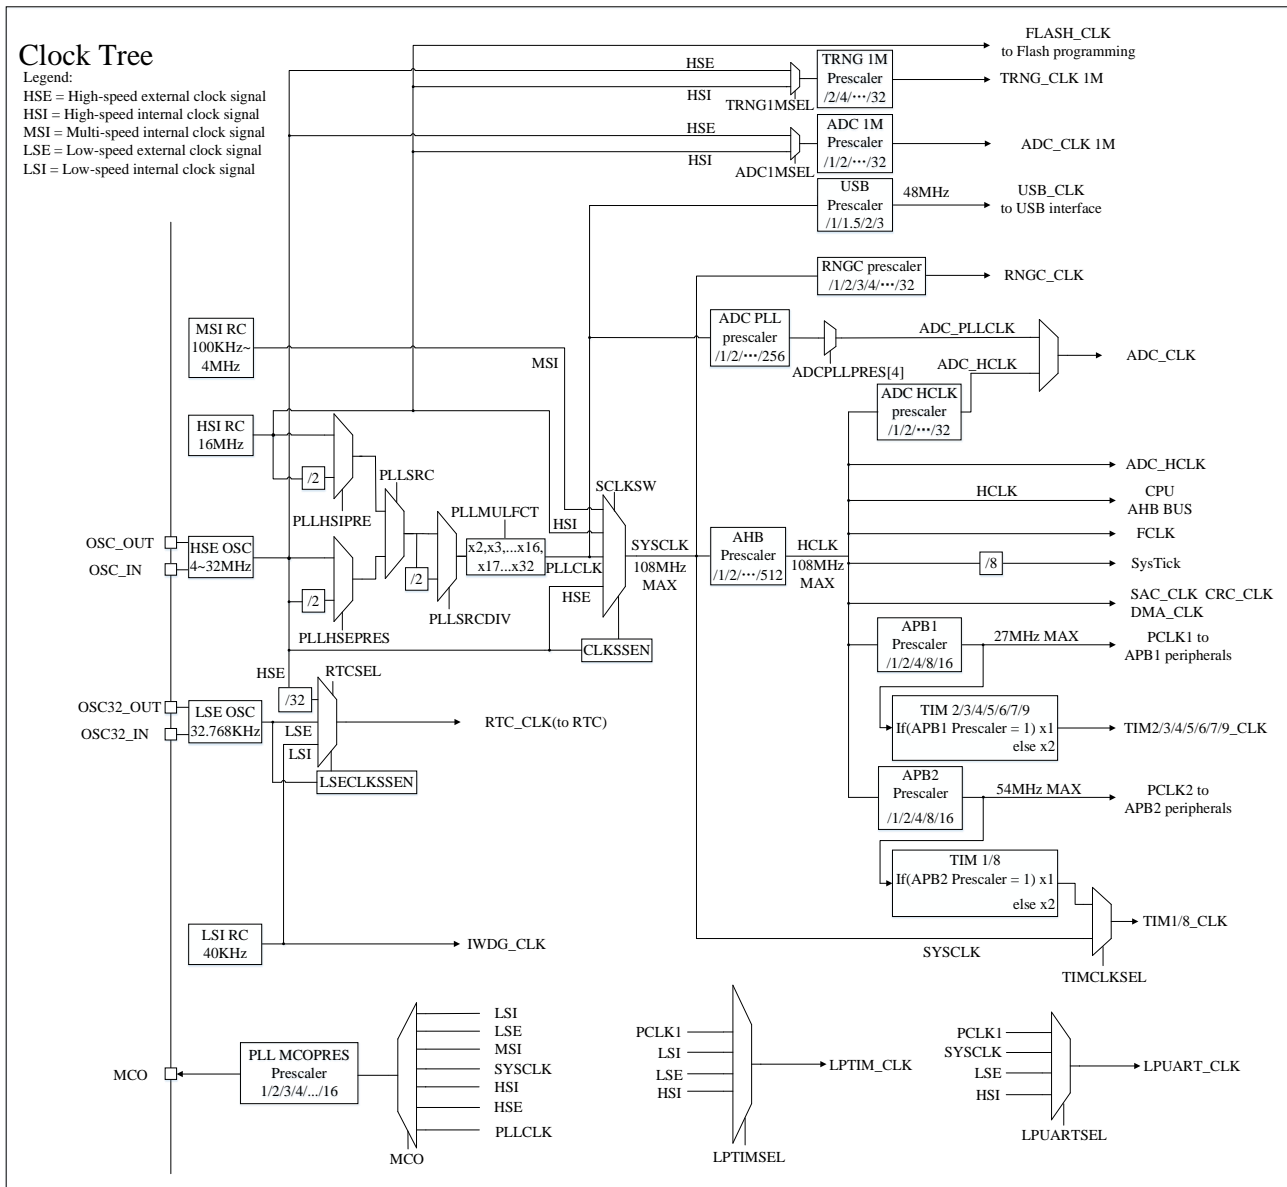 Clock Tree
Legend:
HSE = High-speed external clock signal
HSI = High-speed internal clock signal
MSI = Multi-speed internal clock signal
LSE = Low-speed external clock signal
LSI = Low-speed internal clock signal
FLASH_CLK
to Flash programming
HSE
HSI
TRNG1MSEL
TRNG 1M
Prescaler
/2/4/···/32
TRNG_CLK 1M
HSE
HSI
ADC1MSEL
ADC 1M
Prescaler
/1/2/···/32
ADC_CLK 1M
USB
Prescaler
/1/1.5/2/3
48MHz
USB_CLK
to USB interface
RNGC prescaler
/1/2/3/4/···/32
RNGC_CLK
MSI RC
100KHz~
4MHz
MSI
ADC PLL
prescaler
/1/2/···/256
ADCPLLPRES[4]
ADC_PLLCLK
ADC_HCLK
ADC_CLK
ADC HCLK
prescaler
/1/2/···/32
HSI RC
16MHz
/2
PLLHSIPRE
PLLSRC
PLLMULFCT
SCLKSW
HSI
ADC_HCLK
HCLK
CPU
AHB BUS
FCLK
OSC_OUT
OSC_IN
HSE OSC
4~32MHz
/2
PLLHSEPRES
/2
PLLSRCDIV
x2,x3,...x16,
x17...x32
PLLCLK
HSE
CLKSSEN
SYSCLK
108MHz
MAX
AHB
Prescaler
/1/2/···/512
HCLK
108MHz
MAX
/8
SysTick
SAC_CLK CRC_CLK
DMA_CLK
APB1
Prescaler
/1/2/4/8/16
27MHz MAX
PCLK1 to
APB1 peripherals
HSE
/32
RTCSEL
OSC32_OUT
OSC32_IN
LSE OSC
32.768KHz
LSE
LSI
RTC_CLK(to RTC)
LSECLKSSEN
TIM 2/3/4/5/6/7/9
If(APB1 Prescaler = 1) x1
else x2
TIM2/3/4/5/6/7/9_CLK
APB2
Prescaler
/1/2/4/8/16
54MHz MAX
PCLK2 to
APB2 peripherals
TIM 1/8
If(APB2 Prescaler = 1) x1
else x2
TIM1/8_CLK
SYSCLK
TIMCLKSEL
LSI RC
40KHz
IWDG_CLK
MCO
PLL MCOPRES
Prescaler
1/2/3/4/.../16
LSI
LSE
MSI
SYSCLK
HSI
HSE
PLLCLK
MCO
PCLK1
LSI
LSE
HSI
LPTIM_CLK
LPTIMSEL
PCLK1
SYSCLK
LSE
HSI
LPUART_CLK
LPUARTSEL